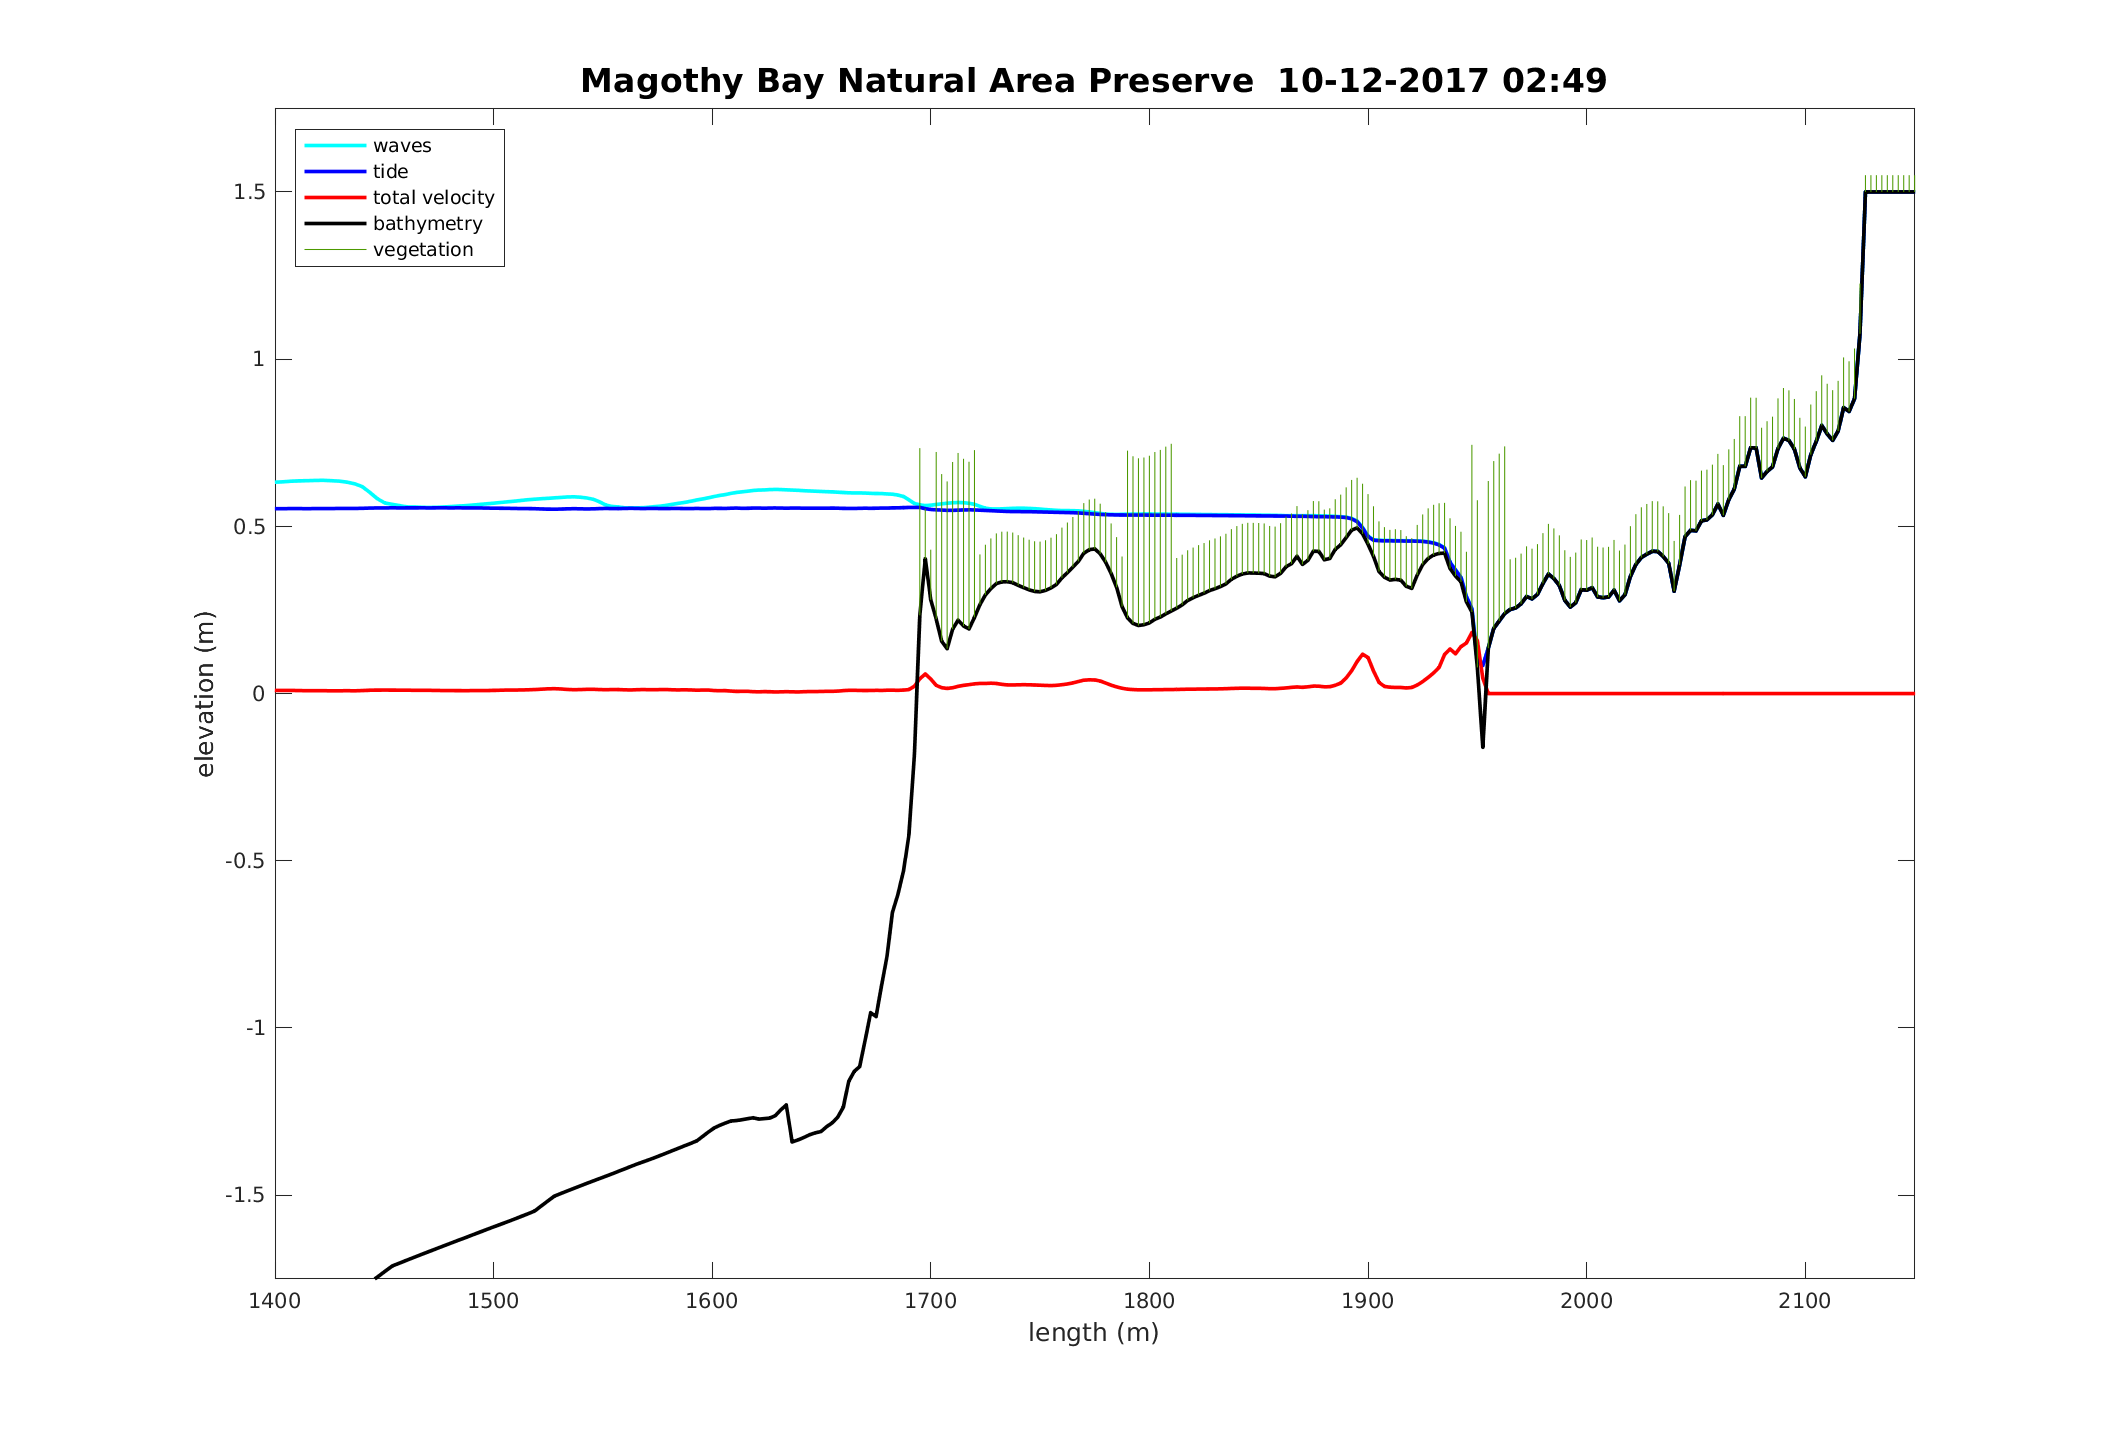 Magothy Bay Natural Area Preserve  10-12-2017 02:49
waves
tide
total velocity
bathymetry
vegetation
1.5
1
0.5
0
-0.5
-1
-1.5
elevation (m)
1400 1500 1600 1700 1800 1900 2000 2100
length (m)